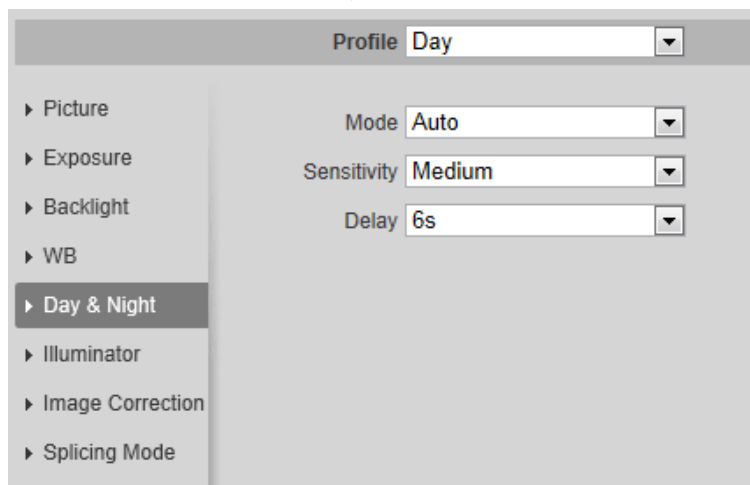 Profile Day
Picture
Exposure
Backlight
WB
Day & Night
Illuminator
Image Correction
Splicing Mode
Mode Auto
Sensitivity Medium
Delay 6s